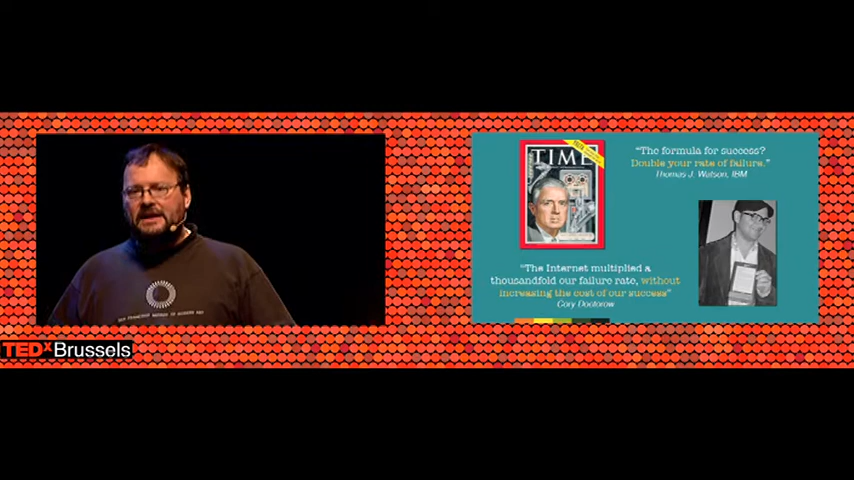 TIME
"The formula for success?
Double your rate of failure."
Thomas J. Watson, IBM
"The Internet multiplied a
thousandfold our failure rate, without
increasing the cost of our success"
Cory Doctorow
TEDxBrussels